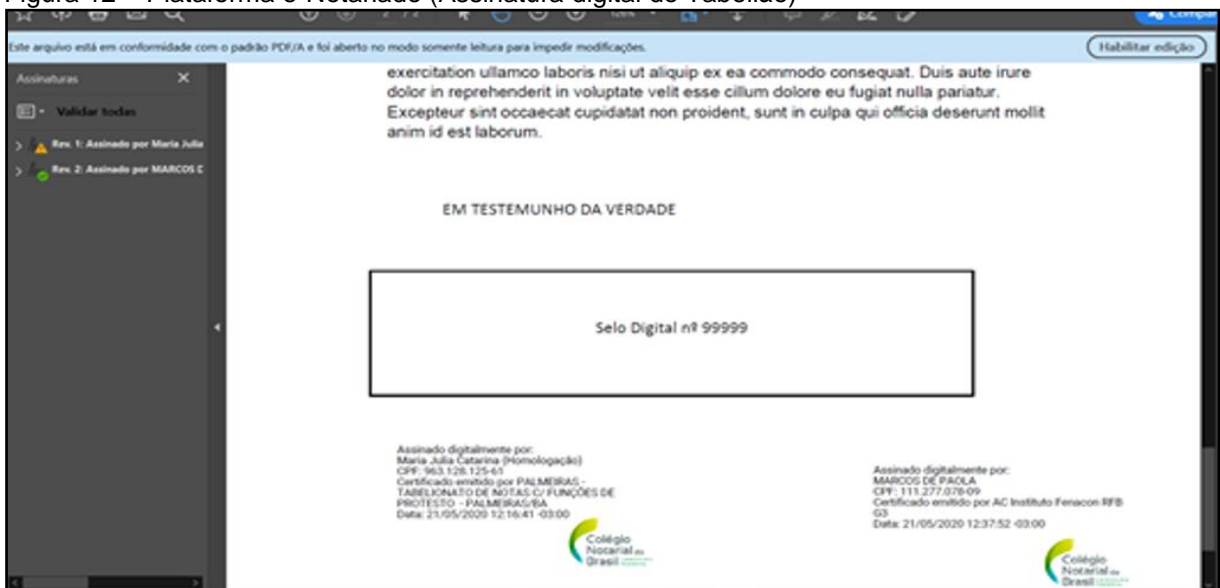 Figura 12 – Plataforma e-Notariado (Assinatura digital do Tabelião)
2 / 2
Este arquivo está em conformidade com o padrão PDF/A e foi aberto no modo somente leitura para impedir modificações.
Habilitar edição
Assinaturas
Validar todas
Rev. 1: Assinado por Maria Julia
Rev. 2: Assinado por MARCOS D
exercitation ullamco laboris nisi ut aliquip ex ea commodo consequat. Duis aute irure
dolor in reprehenderit in voluptate velit esse cillum dolore eu fugiat nulla pariatur.
Excepteur sint occaecat cupidatat non proident, sunt in culpa qui officia deserunt mollit
anim id est laborum.
EM TESTEMUNHO DA VERDADE
Selo Digital nº 99999
Assinado digitalmente por:
Maria Julia Catarina (Homologação)
CPF: 963.128.125-61
Certificado emitido por PALMEIRAS -
TABELIONATO DE NOTAS C/ FUNÇÕES DE
PROTESTO - PALMEIRAS/BA
Data: 21/05/2020 12:16:41 -03:00
Colégio
Notarial do
Brasil
Assinado digitalmente por:
MARCOS DE PAOLA
CPF: 111.277.078-09
Certificado emitido por AC Instituto Fenacon RFB
G3
Data: 21/05/2020 12:37:52 -03:00
Colégio
Notarial do
Brasil